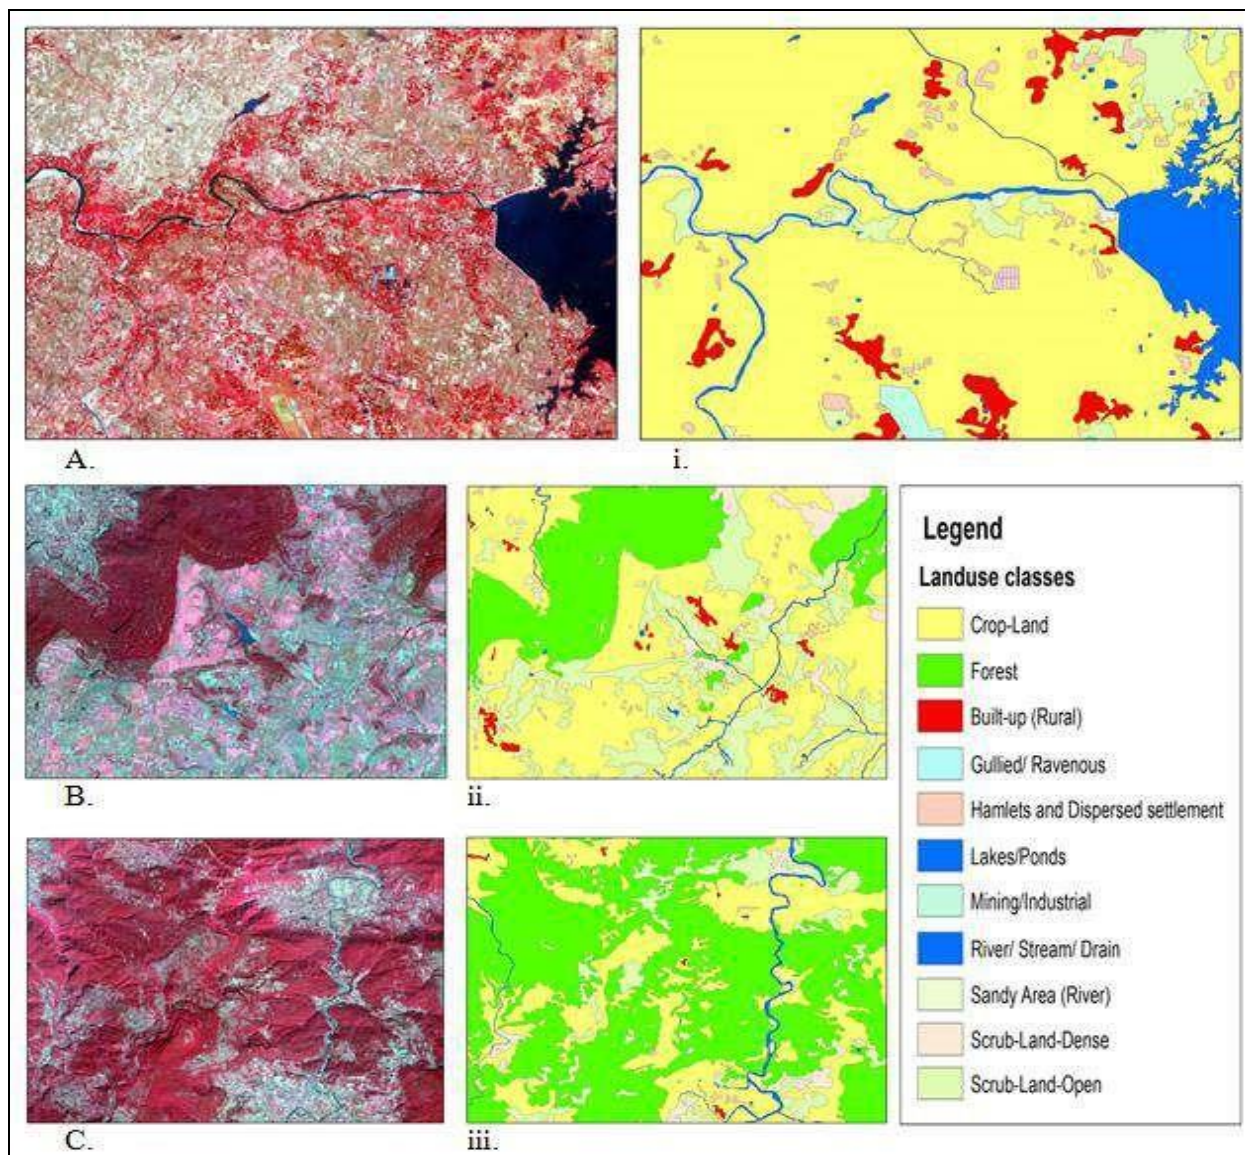 A.
i.
B.
ii.
Legend
Landuse classes
Crop-Land
Forest
Built-up (Rural)
Gullied/ Ravenous
Hamlets and Dispersed settlement
Lakes/Ponds
Mining/Industrial
River/ Stream/ Drain
Sandy Area (River)
Scrub-Land-Dense
Scrub-Land-Open
C.
iii.